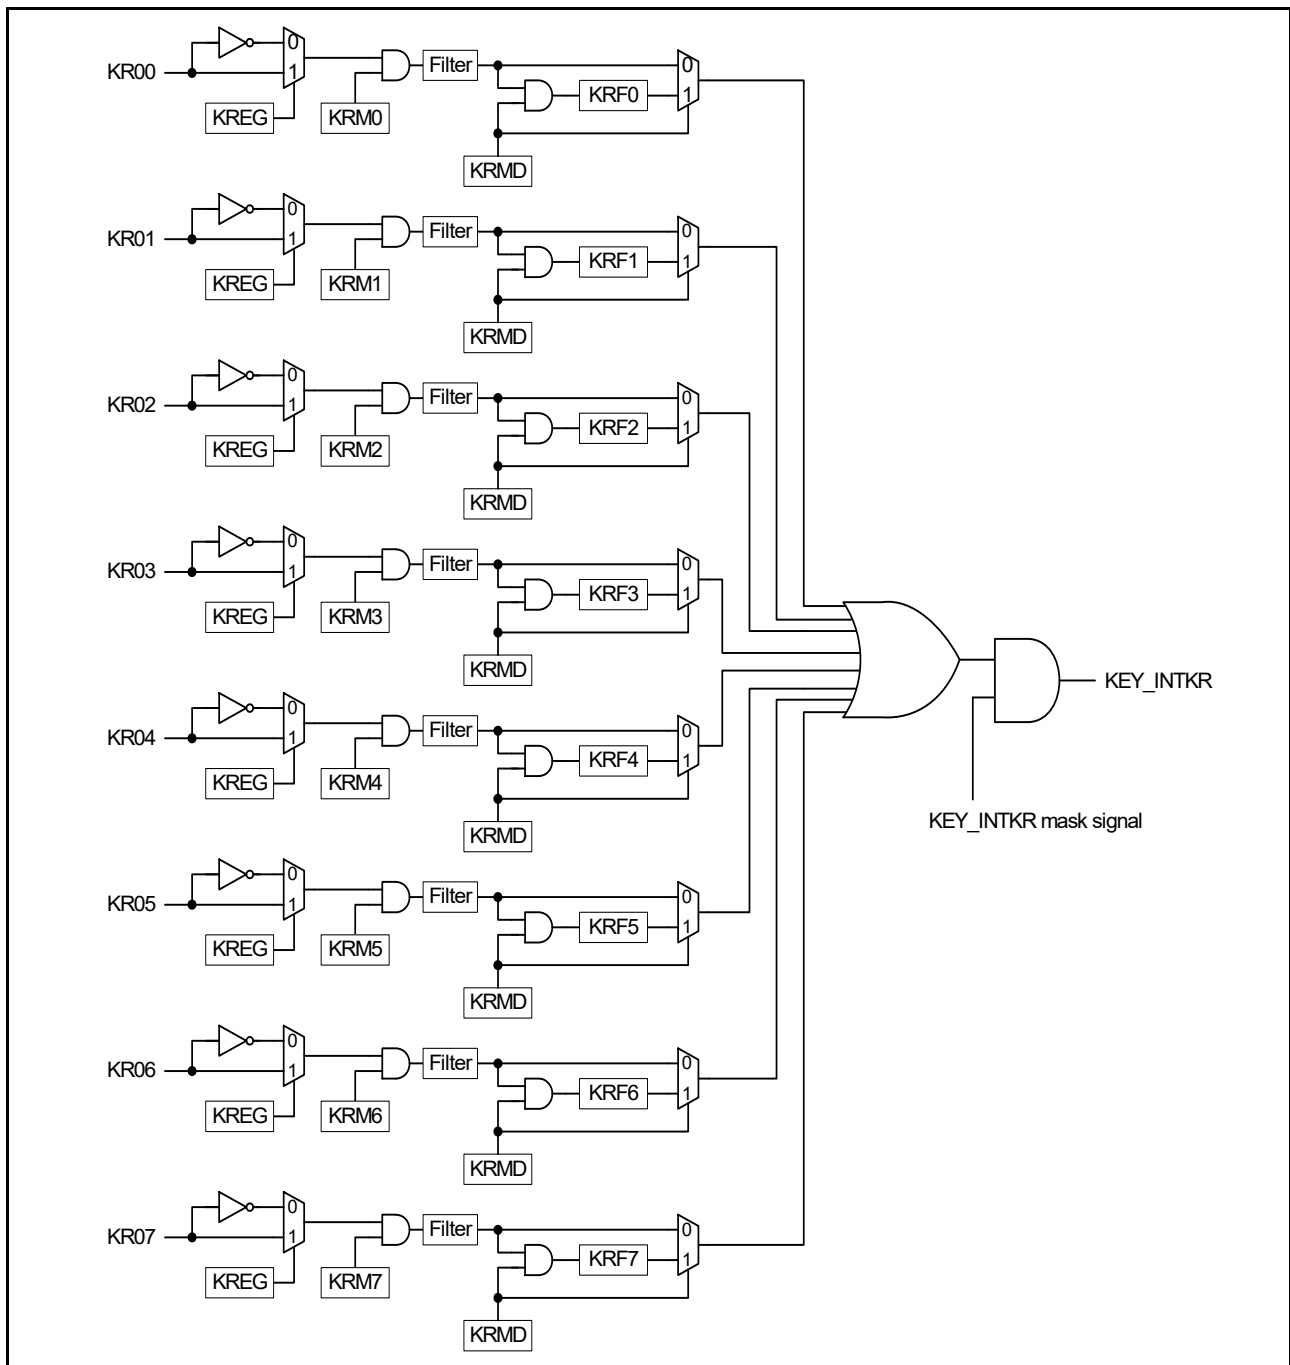 0
KR00 1 Filter 0
KREG KRM0 KRF0 1
KRMD
0
KR01 1 Filter 0
KREG KRM1 KRF1 1
KRMD
0
KR02 1 Filter 0
KREG KRM2 KRF2 1
KRMD
0
KR03 1 Filter 0
KREG KRM3 KRF3 1
KRMD
KEY_INTKR
0
KR04 1 Filter 0
KREG KRM4 KRF4 1
KRMD
KEY_INTKR mask signal
0
KR05 1 Filter 0
KREG KRM5 KRF5 1
KRMD
0
KR06 1 Filter 0
KREG KRM6 KRF6 1
KRMD
0
KR07 1 Filter 0
KREG KRM7 KRF7 1
KRMD